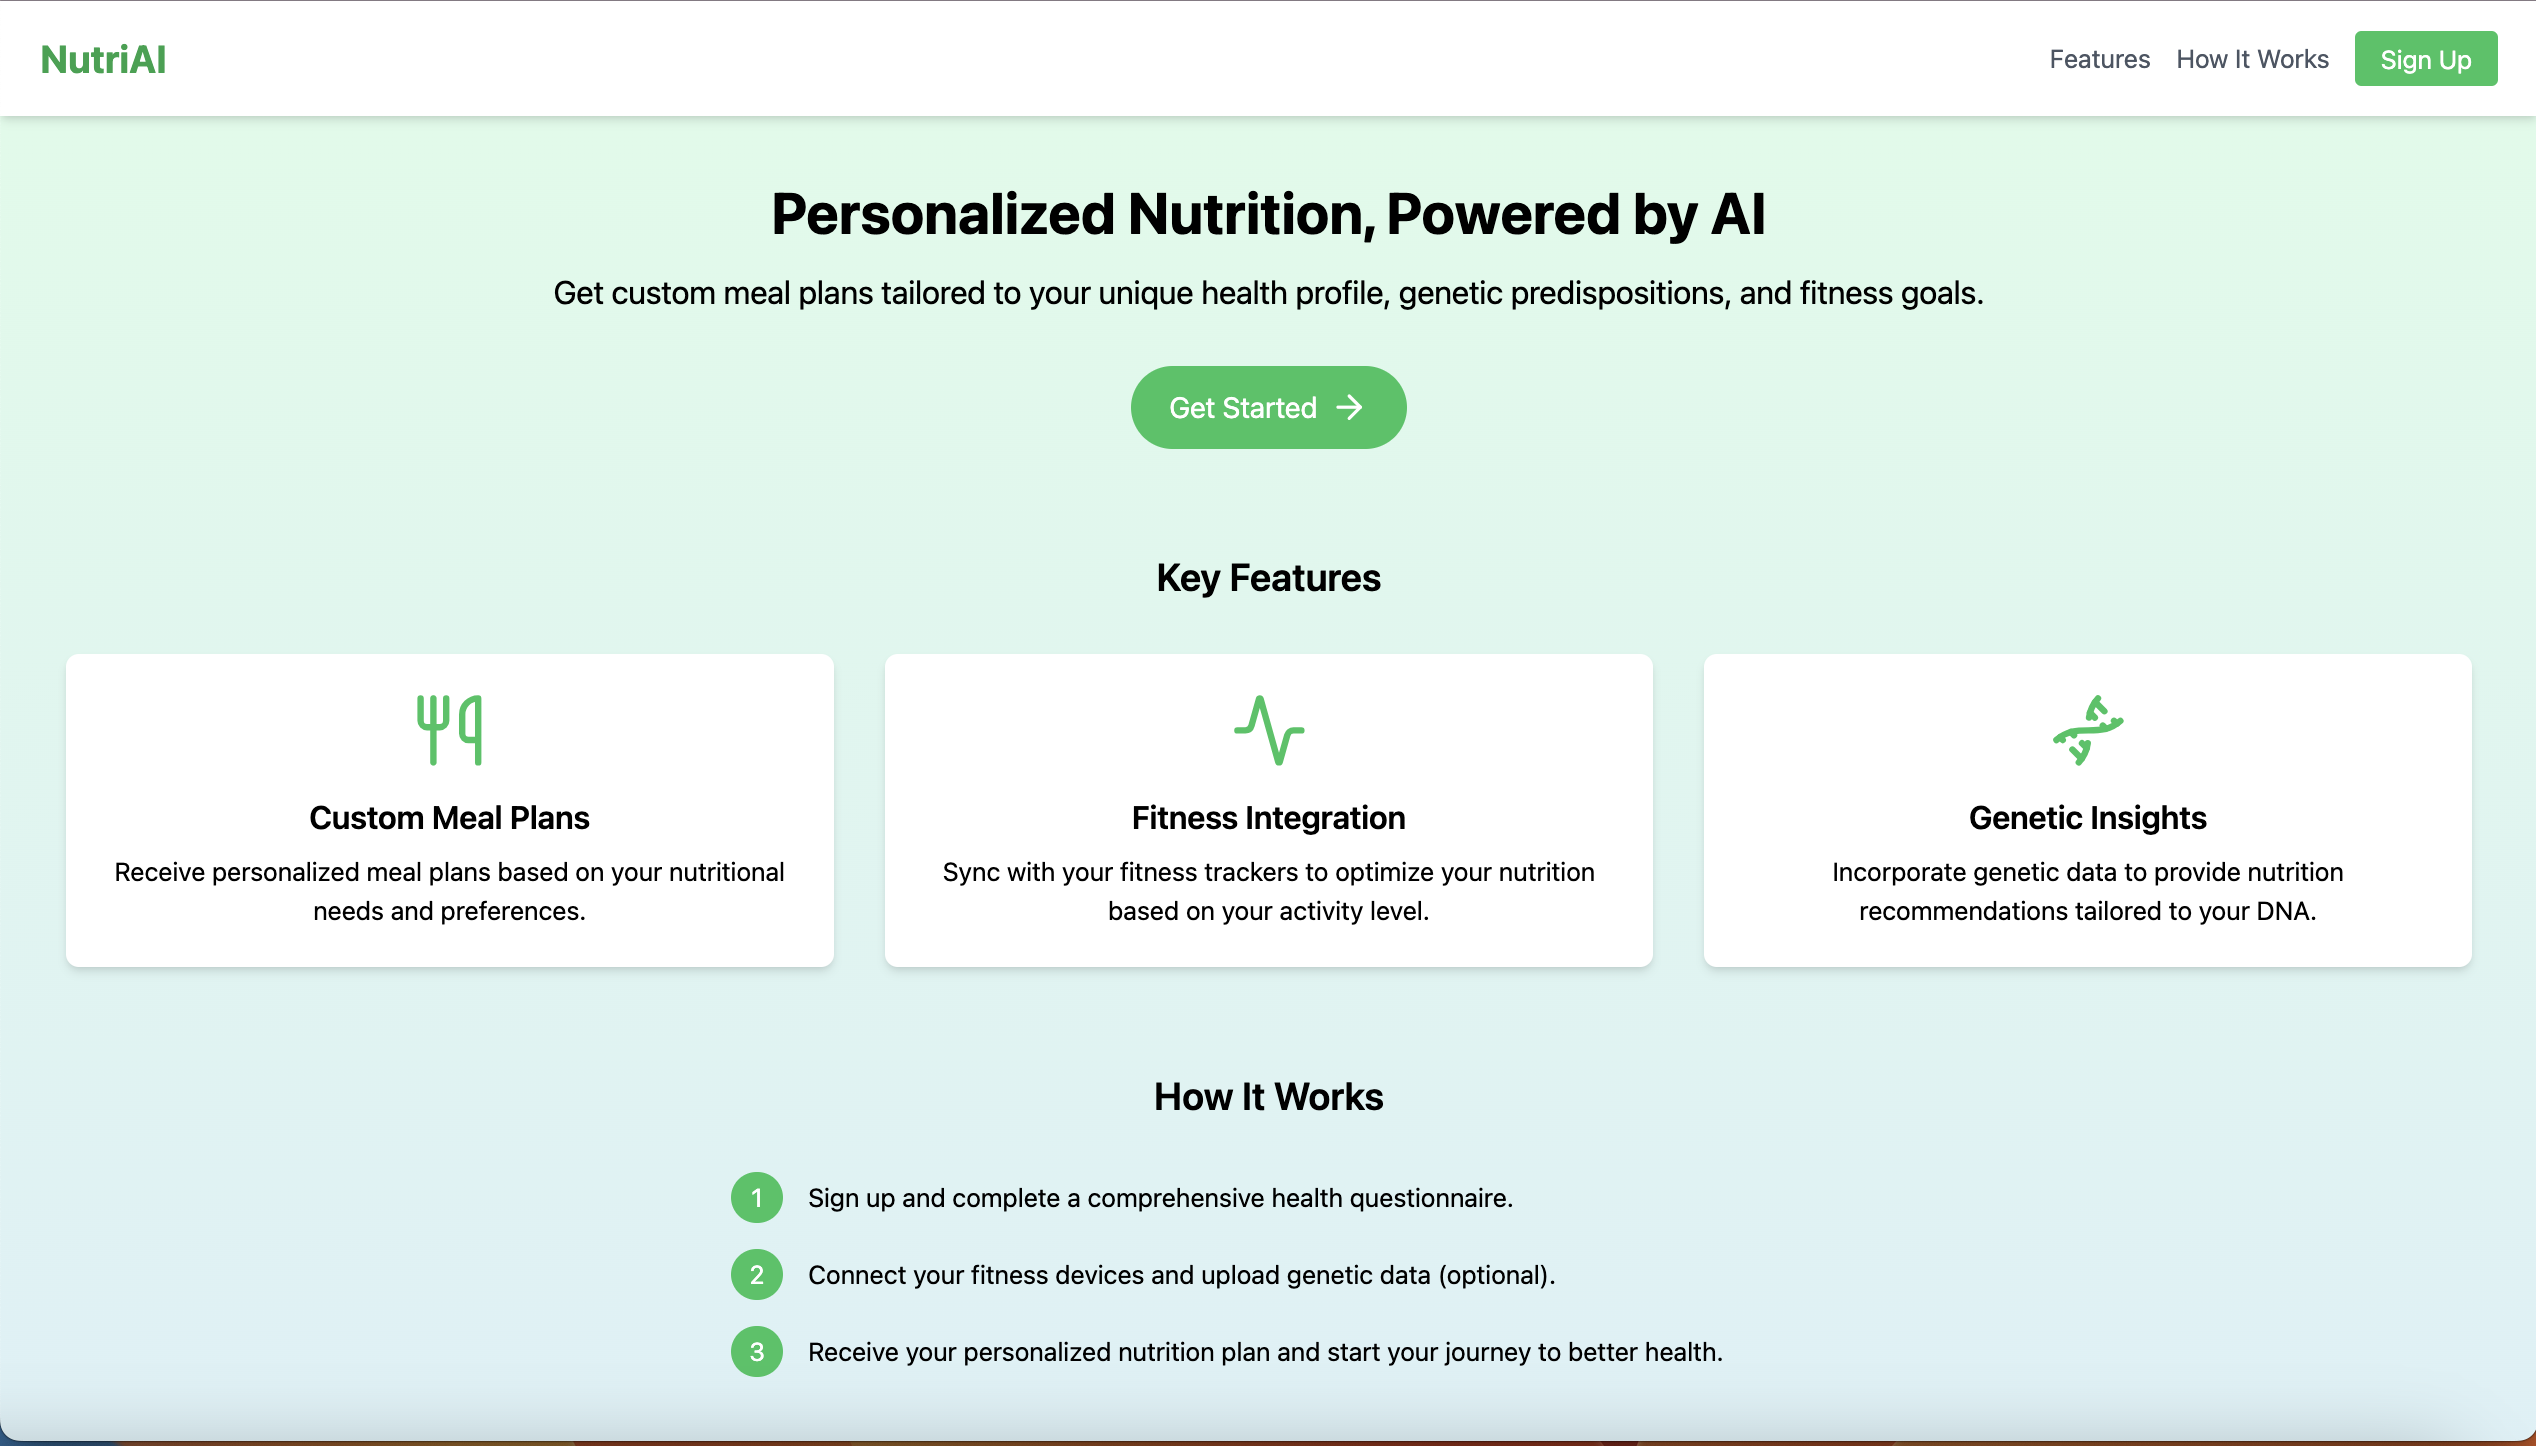 NutriAI
Features
How It Works
Sign Up
Personalized Nutrition, Powered by AI
Get custom meal plans tailored to your unique health profile, genetic predispositions, and fitness goals.
Get Started
Key Features
Custom Meal Plans
Receive personalized meal plans based on your nutritional
needs and preferences.
Fitness Integration
Sync with your fitness trackers to optimize your nutrition
based on your activity level.
Genetic Insights
Incorporate genetic data to provide nutrition
recommendations tailored to your DNA.
How It Works
1 Sign up and complete a comprehensive health questionnaire.
2 Connect your fitness devices and upload genetic data (optional).
3 Receive your personalized nutrition plan and start your journey to better health.